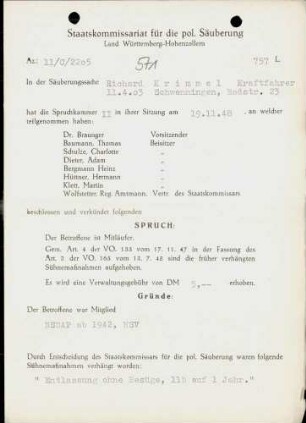 Staatskommissariat für die pol. Säuberung
Land Württemberg-Hohenzollern
Az: 11/C/2205
571
757 L
In der Säuberungssache Richard Krimmel Kraftfahrer
11.4.03 Schwenningen, 23
hat die Spruchkammer II in ihrer Sitzung am 19.11.48 , an welcher
teilgenommen haben:
Dr. Vorsitzender
Baumann, Thomas Beisitzer
Schultz, Charlotte „
Dieter, Adam „
Bergmann Heinz „
Hüttner, Hermann „
Klett, Martin „
Wolfstetter, Reg. Amtmann, Vertr. des Staatskommissars.
beschlossen und verkündet folgenden
SPRUCH:
Der Betroffene ist Mitläufer.
Gem. Art. 4 der VO. 133 vom 17. 11. 47 in der Fassung des
Art. 2 der VO. 165 vom 13. 7. 48 sind die früher verhängten
Sühnemaßnahmen aufgehoben.
Es wird eine Verwaltungsgebühr von DM 5,— erhoben.
Gründe:
Der Betroffene war Mitglied
NSDAP ab 1942, NSV
Durch Entscheidung des Staatskommissars für die pol. Säuberung waren folgende
Sühnemaßnahmen verhängt worden:
" Entlassung ohne Bezüge, auf 1 Jahr."